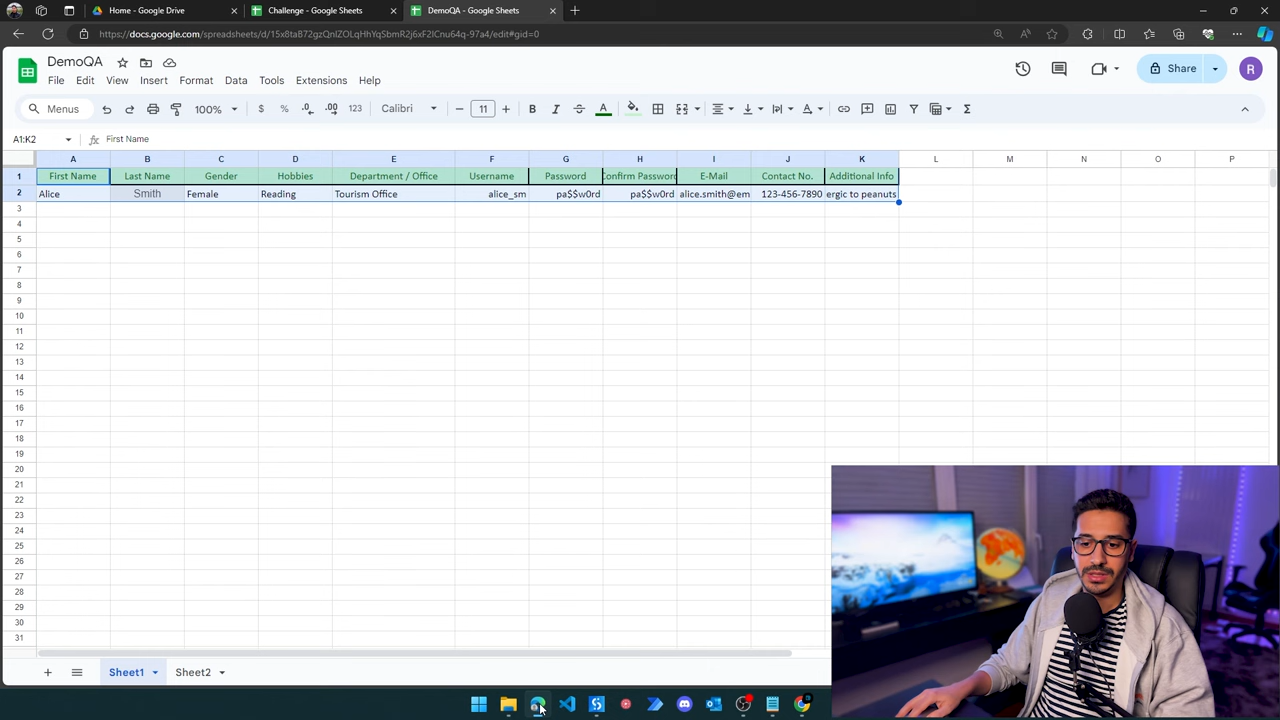 Home - Google Drive
Challenge - Google Sheets
DemoQA - Google Sheets
https://docs.google.com/spreadsheets/d/15x8taB72gzQnlZOLqHhYqSbmR2j6xF2lCnu64q-97a4/edit#gid=0
DemoQA
File Edit View Insert Format Data Tools Extensions Help
Share
R
Menus 100% $ % .0 .00 123 Calibri 11 B I A
A1:K2 fx First Name
A B C D E F G H I J K L M N O P
1 First Name Last Name Gender Hobbies Department / Office Username Password Confirm Password E-Mail Contact No. Additional Info
2 Alice Smith Female Reading Tourism Office alice_sm pa$$w0rd pa$$w0rd alice.smith@em 123-456-7890 ergic to peanuts
3
4
5
6
7
8
9
10
11
12
13
14
15
16
17
18
19
20
21
22
23
24
25
26
27
28
29
30
31
Sheet1 Sheet2